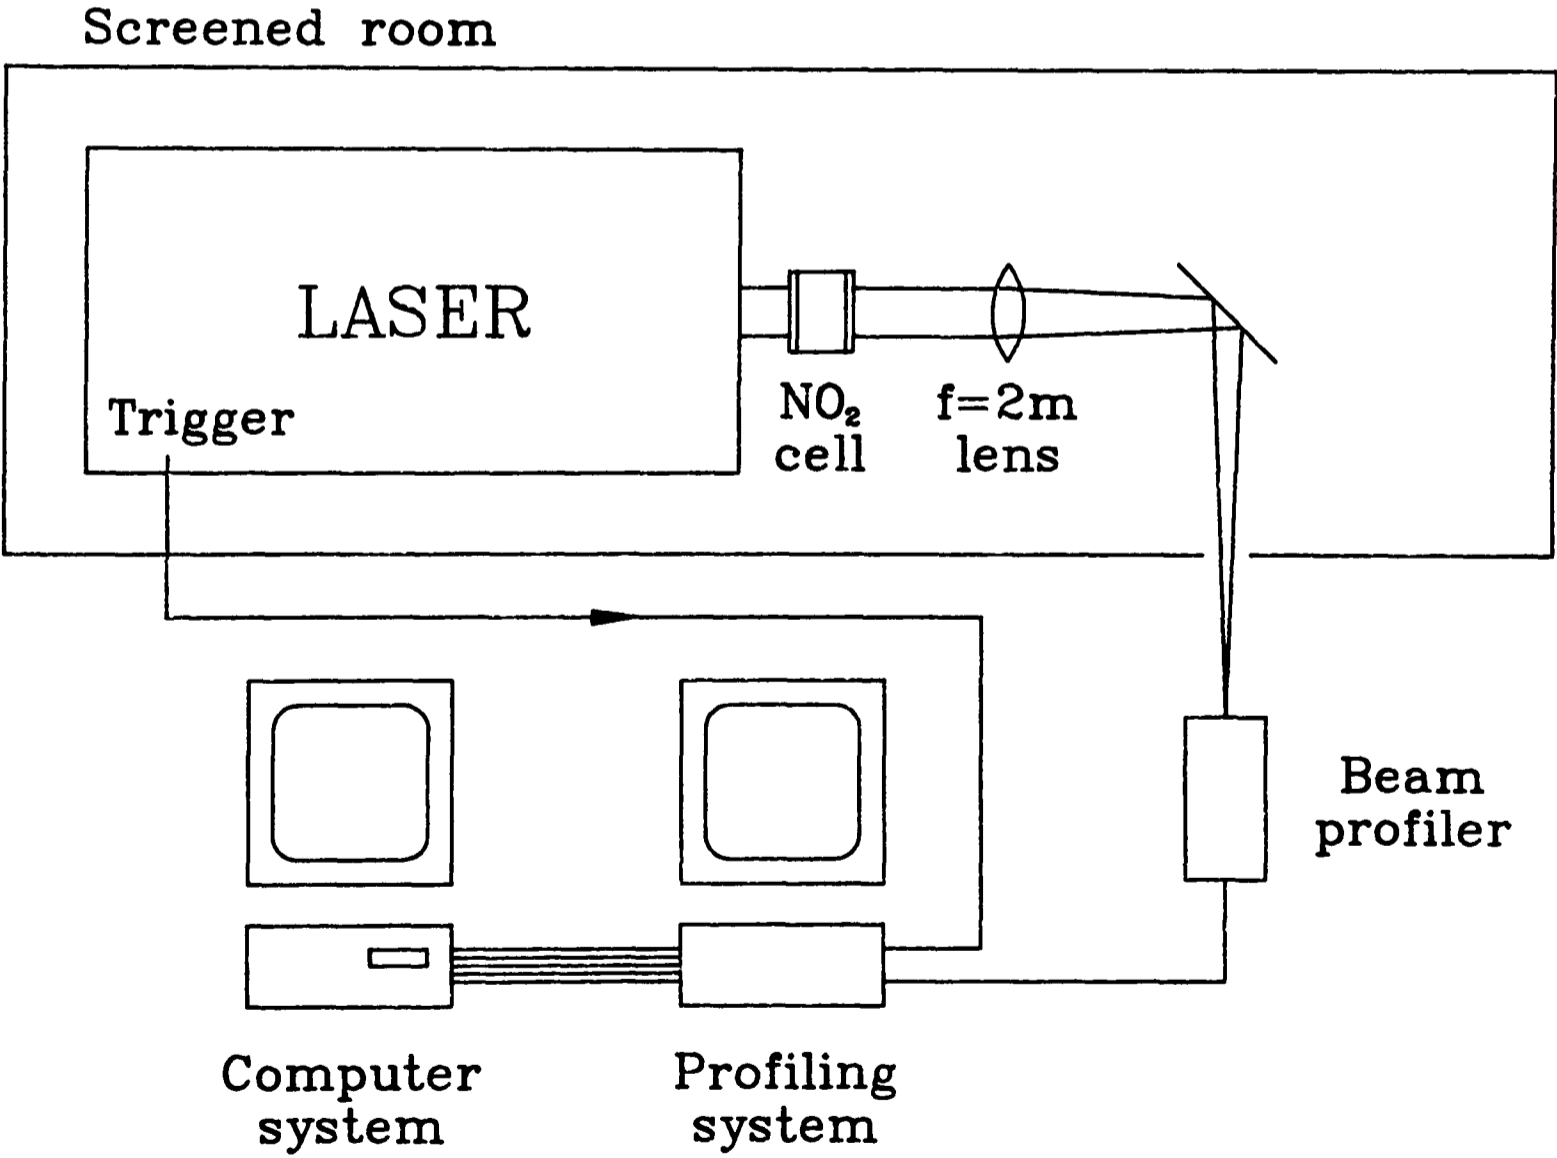 Screened room
LASER
Trigger
NO₂
cell
f=2m
lens
Beam
profiler
Computer
system
Profiling
system